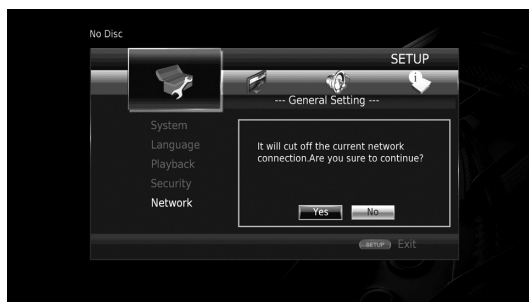 No Disc
SETUP
--- General Setting ---
System
Language
Playback
Security
Network
It will cut off the current network
connection.Are you sure to continue?
Yes No
SETUP Exit